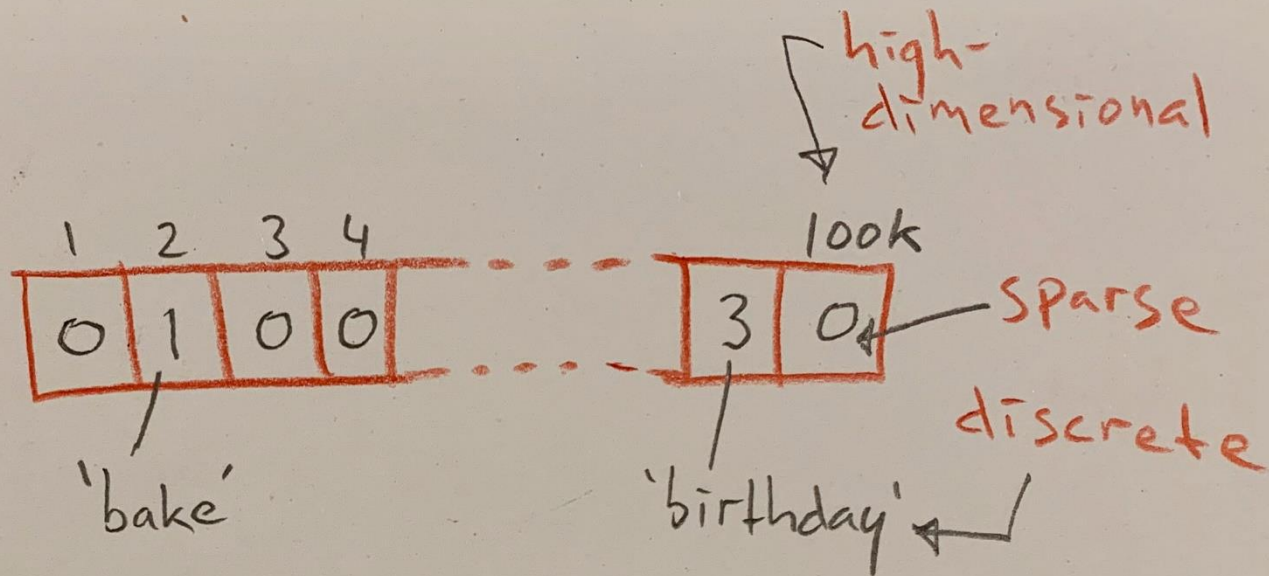 high-
dimensional
1 2 3 4 100k
0 1 0 0 3 0
sparse
discrete
'bake' 'birthday'